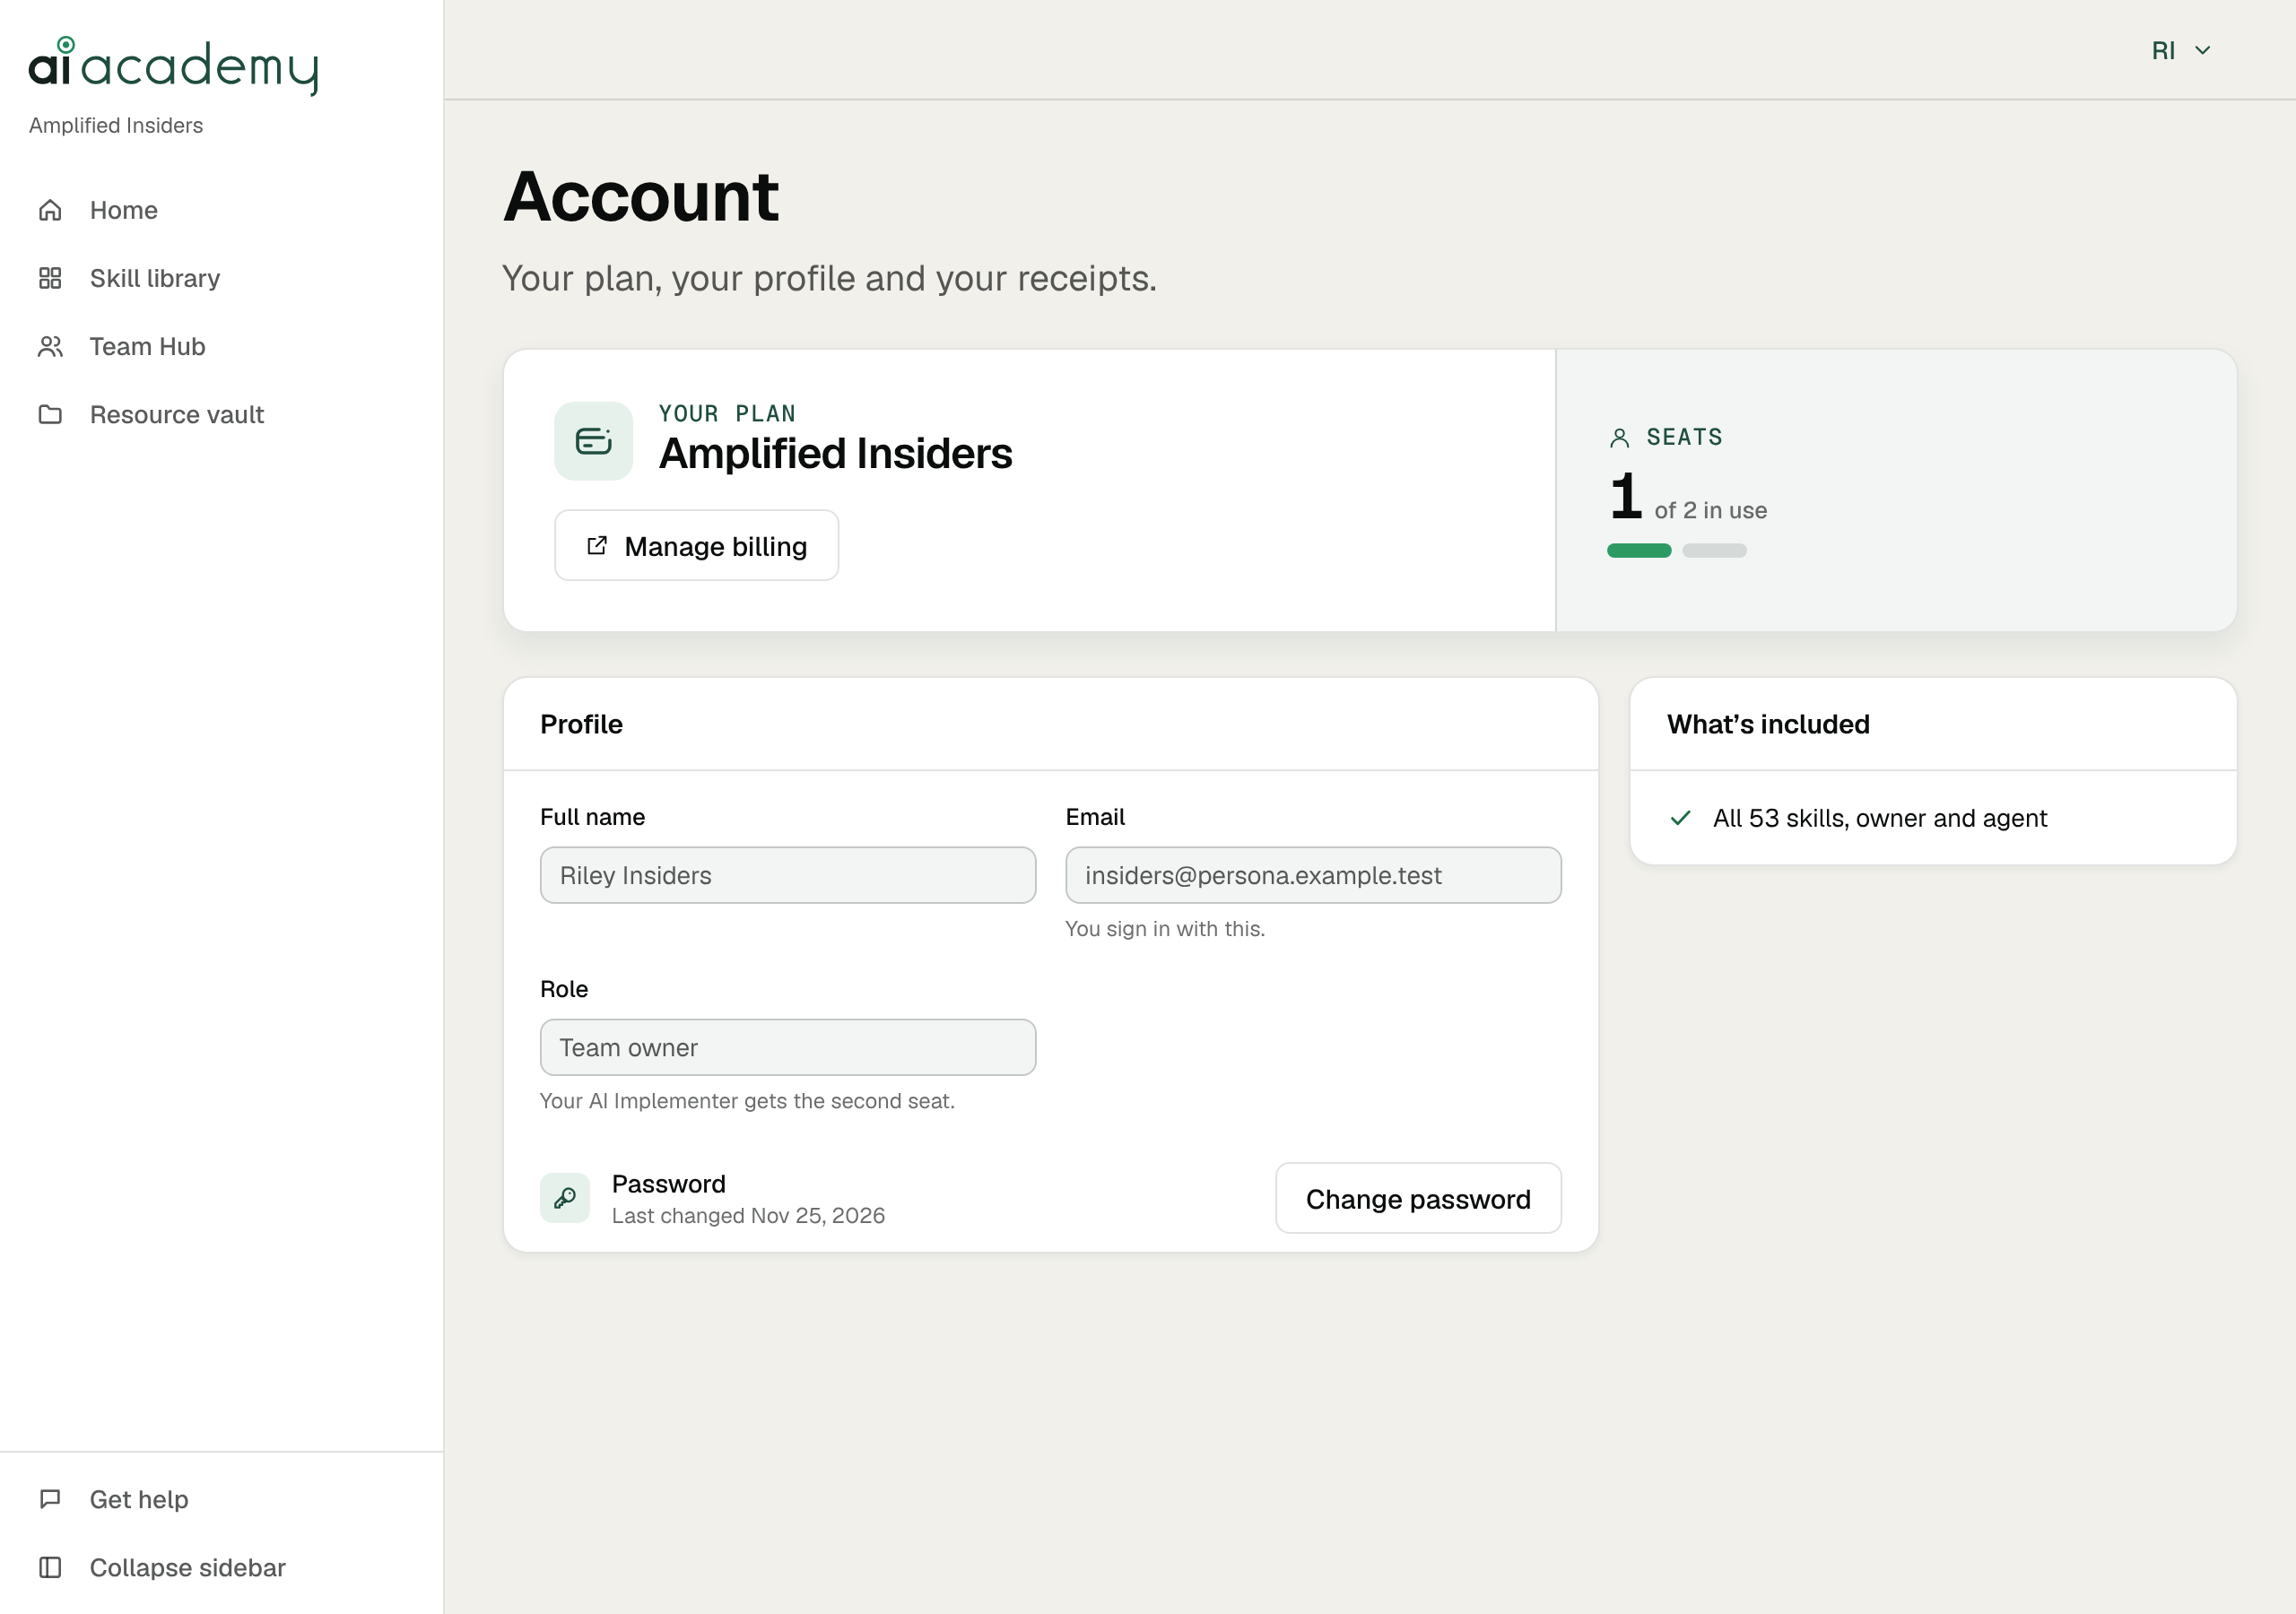 ai academy
Amplified Insiders
Home
Skill library
Team Hub
Resource vault
Get help
Collapse sidebar
RI
Account
Your plan, your profile and your receipts.
YOUR PLAN
Amplified Insiders
Manage billing
SEATS
1 of 2 in use
Profile
Full name
Riley Insiders
Email
insiders@persona.example.test
You sign in with this.
Role
Team owner
Your AI Implementer gets the second seat.
Password
Last changed Nov 25, 2026
Change password
What’s included
All 53 skills, owner and agent